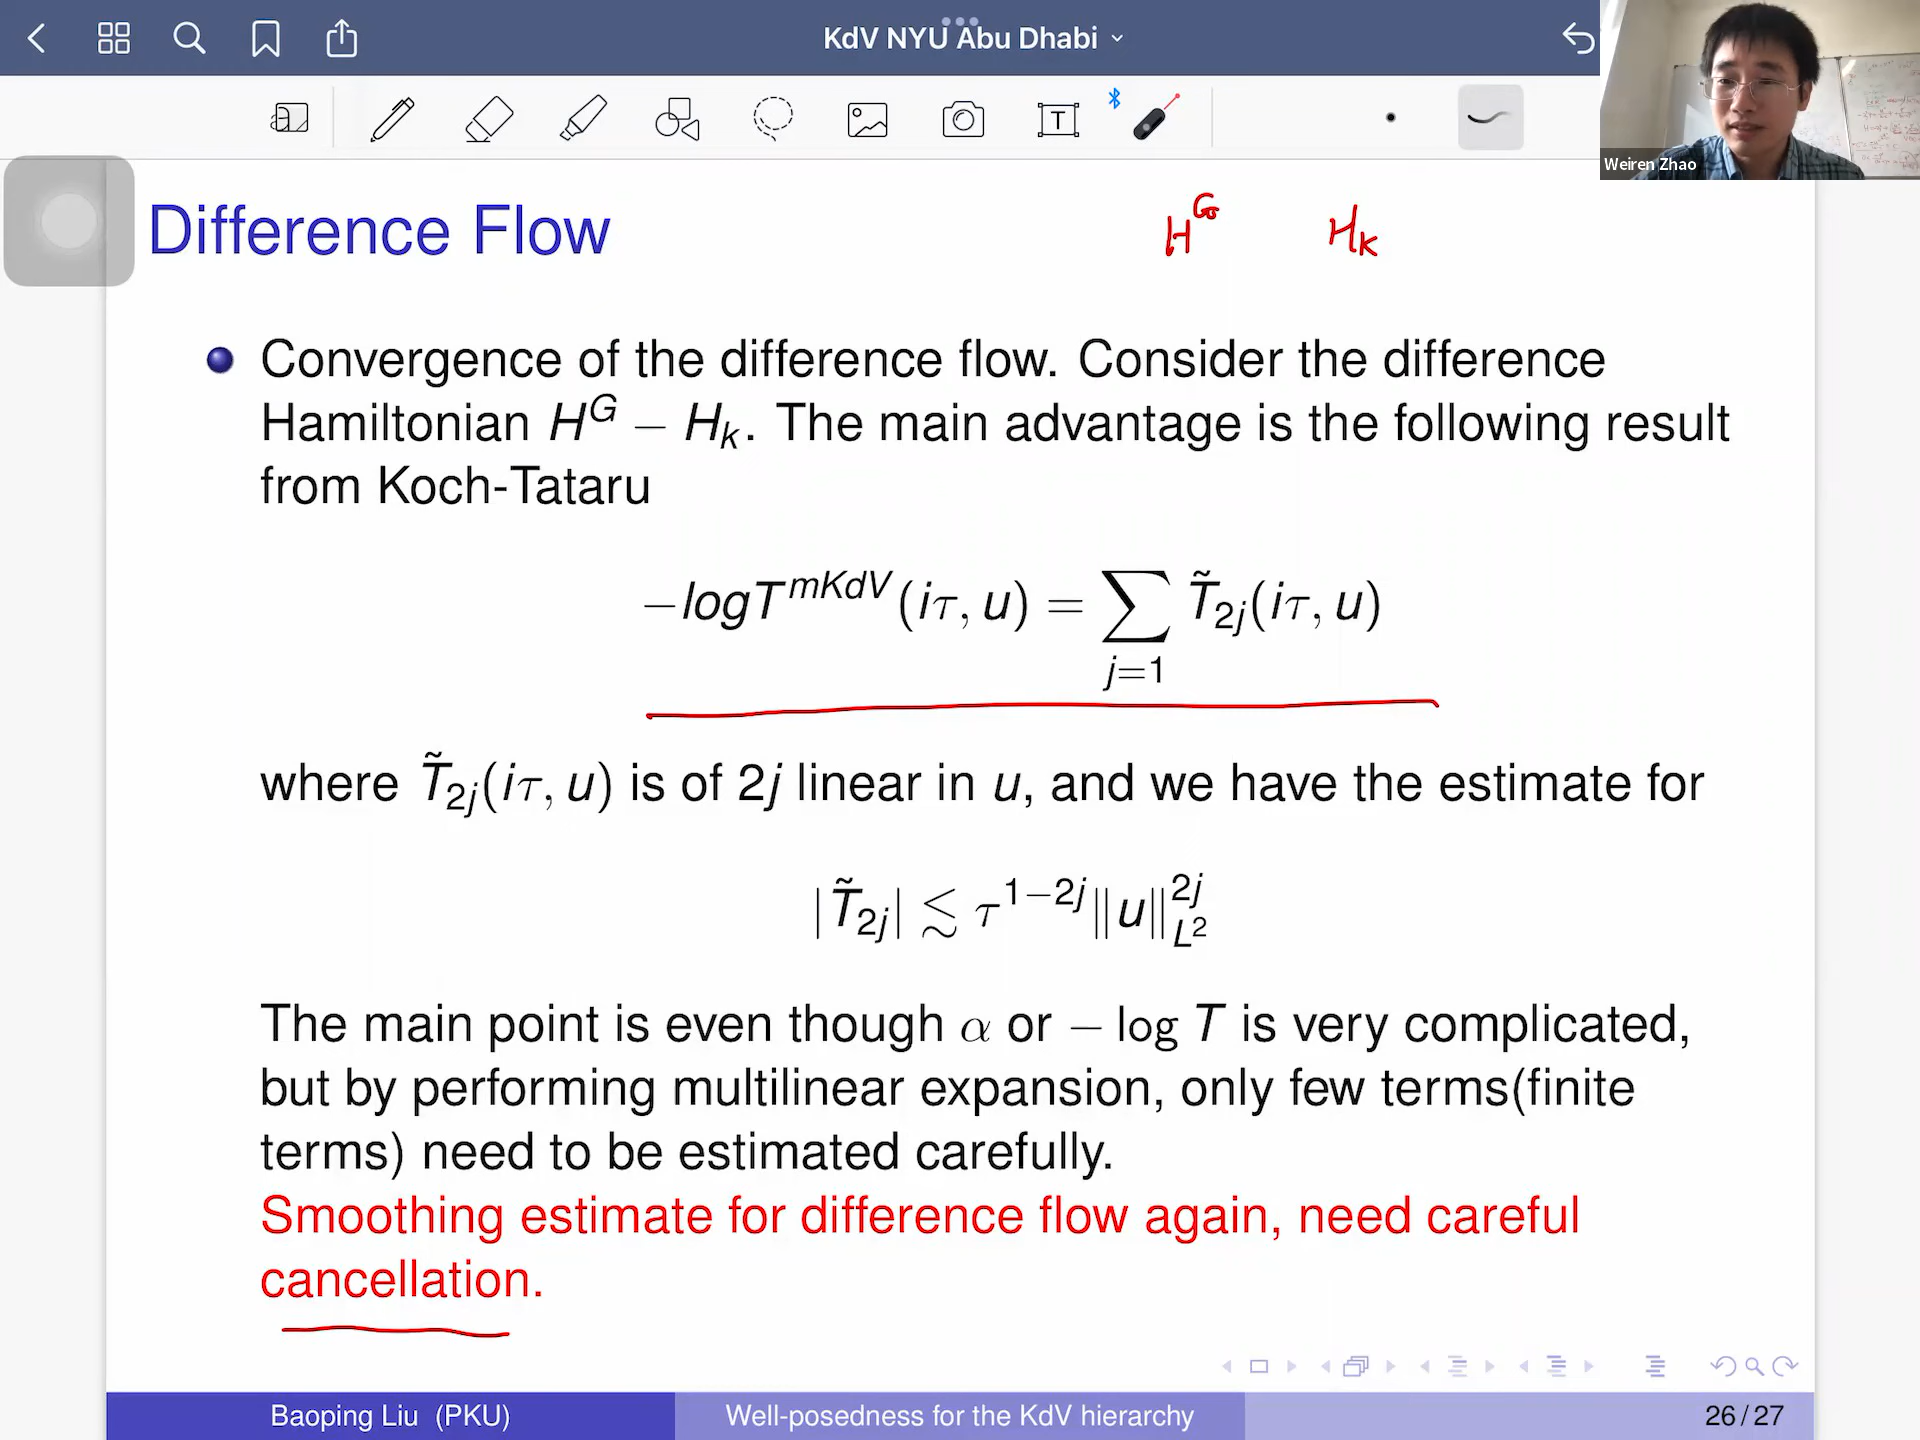 KdV NYU Abu Dhabi
Weiren Zhao
Difference Flow
H^G H_k
Convergence of the difference flow. Consider the difference
Hamiltonian H^G − H_k. The main advantage is the following result
from Koch-Tataru
−logT^{mKdV}(iτ, u) = ∑_{j=1} T̃_{2j}(iτ, u)
where T̃_{2j}(iτ, u) is of 2j linear in u, and we have the estimate for
|T̃_{2j}| ≲ τ^{1−2j}‖u‖_{L^2}^{2j}
The main point is even though α or − log T is very complicated,
but by performing multilinear expansion, only few terms(finite
terms) need to be estimated carefully.
Smoothing estimate for difference flow again, need careful
cancellation.
Baoping Liu (PKU) Well-posedness for the KdV hierarchy 26 / 27